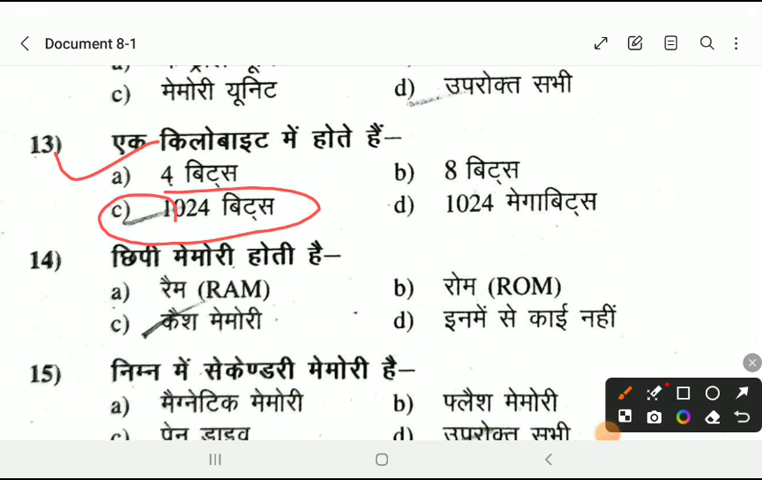 Document 8-1
c) मेमोरी यूनिट d) उपरोक्त सभी
13) एक किलोबाइट में होते हैं–
a) 4 बिट्स b) 8 बिट्स
c) 1024 बिट्स d) 1024 मेगाबिट्स
14) छिपी मेमोरी होती है–
a) रैम (RAM) b) रोम (ROM)
c) कैश मेमोरी d) इनमें से काई नहीं
15) निम्न में सेकेण्डरी मेमोरी है–
a) मैग्नेटिक मेमोरी b) फ्लैश मेमोरी
c) पेन ड्राइव d) उपरोक्त सभी